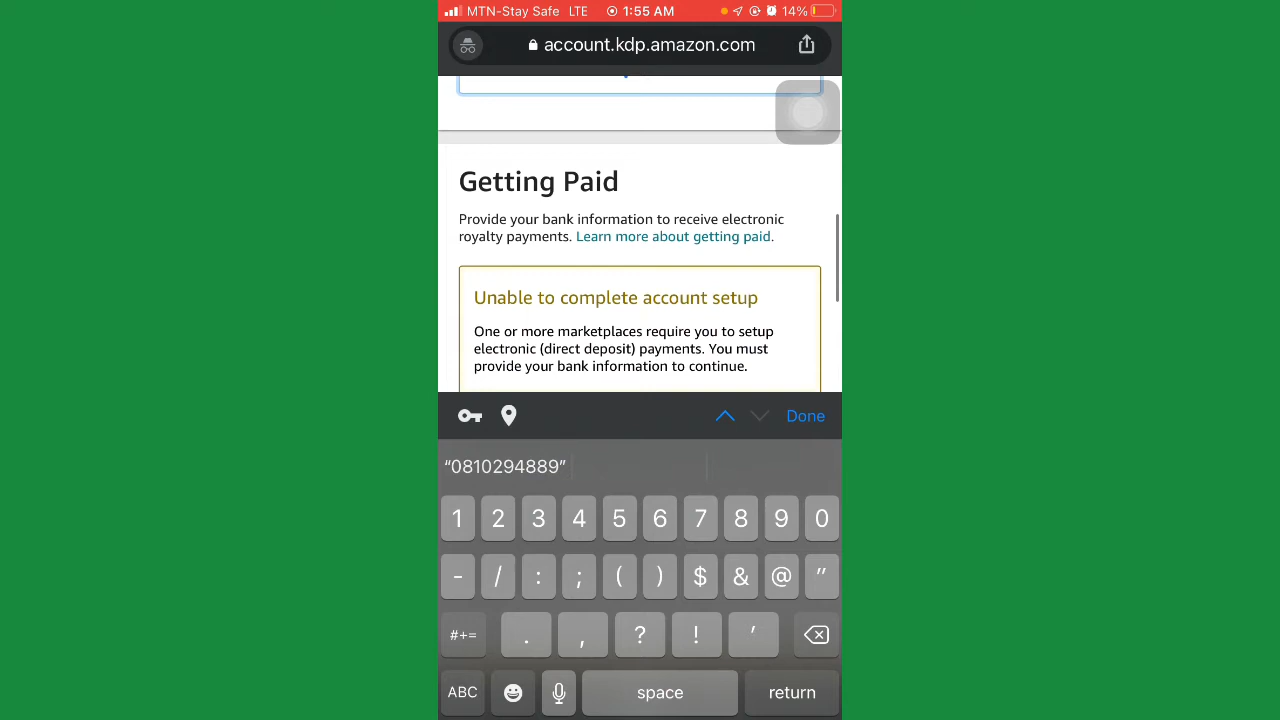 MTN-Stay Safe LTE 1:55 AM 14%
account.kdp.amazon.com
Getting Paid
Provide your bank information to receive electronic
royalty payments. Learn more about getting paid.
Unable to complete account setup
One or more marketplaces require you to setup
electronic (direct deposit) payments. You must
provide your bank information to continue.
Done
“0810294889”
1 2 3 4 5 6 7 8 9 0
- / : ; ( ) $ & @ ”
#+= . , ? ! ’
ABC space return